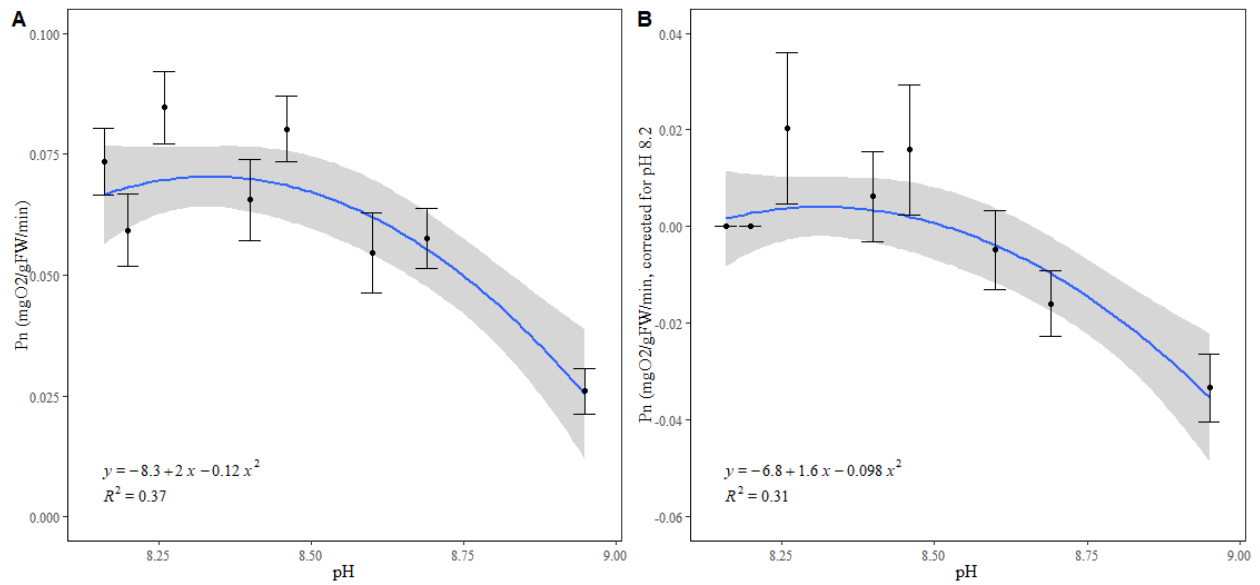 A
Pn (mgO2/gFW/min)
0.100
0.075
0.050
0.025
0.000
y = −8.3 + 2 x − 0.12 x²
R² = 0.37
8.25 8.50 8.75 9.00
pH
B
Pn (mgO2/gFW/min, corrected for pH 8.2
0.04
0.02
0.00
-0.02
-0.04
-0.06
y = −6.8 + 1.6 x − 0.098 x²
R² = 0.31
8.25 8.50 8.75 9.00
pH